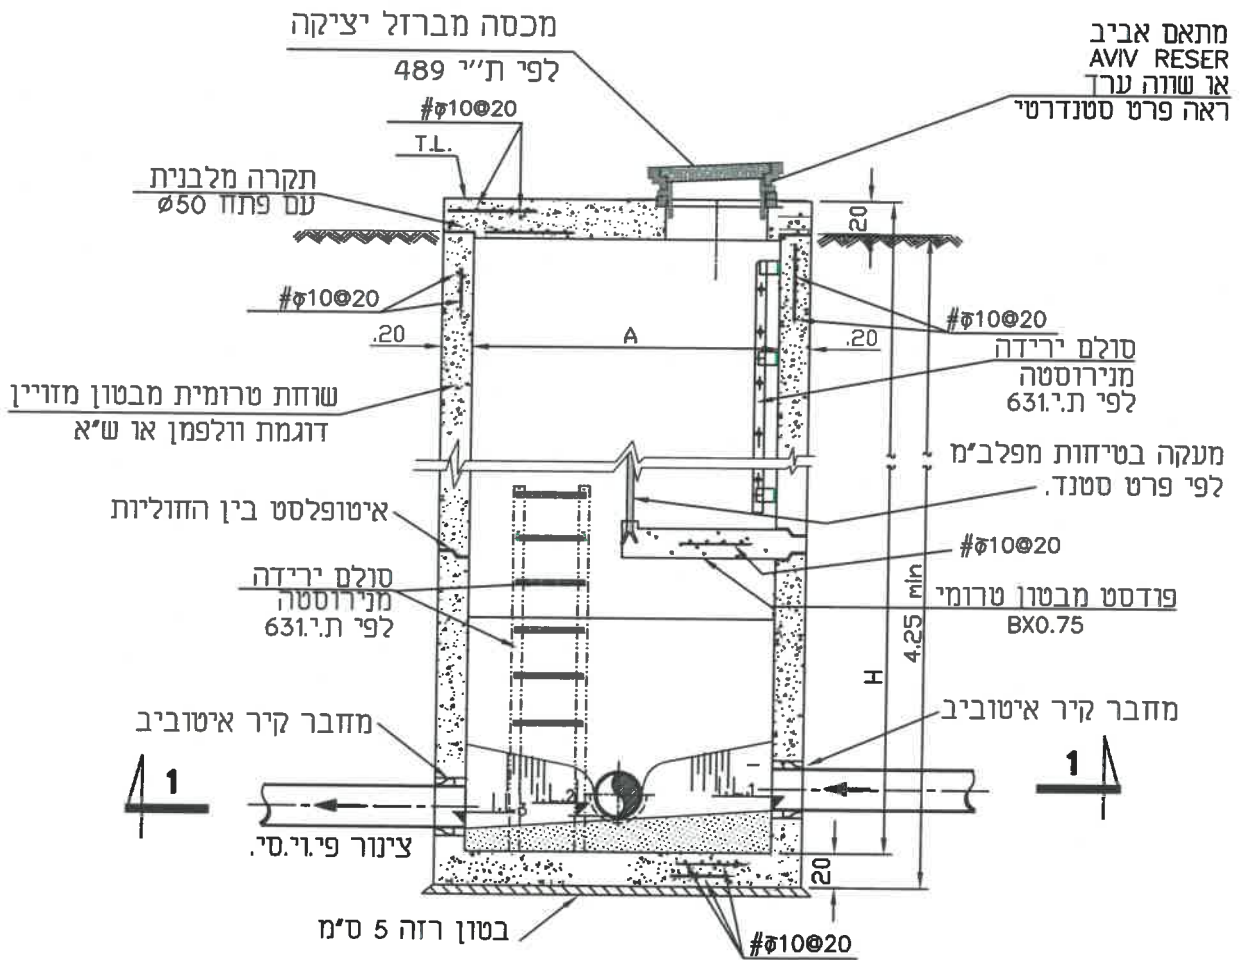 מכסה מברזל יציקה
לפי ת"י 489
מתאם אביב
AVIV RESER
או שווה ערך
ראה פרט סטנדרטי
# φ10@20
T.L.
תקרה מלבנית
עם פתח Ø50
20
#φ10@20
#φ10@20
.20
A
.20
סולם ירידה
מנירוסטה
לפי ת.י.631
שוחת טרומית מבטון מזויין
דוגמת וולפמן או ש"א
מעקה בטיחות מפלב"מ
לפי פרט סטנד.
איטופלסט בין החוליות
#φ10@20
סולם ירידה
מנירוסטה
לפי ת.י.631
פודסט מבטון טרומי
BX0.75
4.25 min
H
מחבר קיר איטוביב
מחבר קיר איטוביב
1
1
1
2
3
צינור פי.וי.סי.
20
בטון רזה 5 ס"מ
#φ10@20